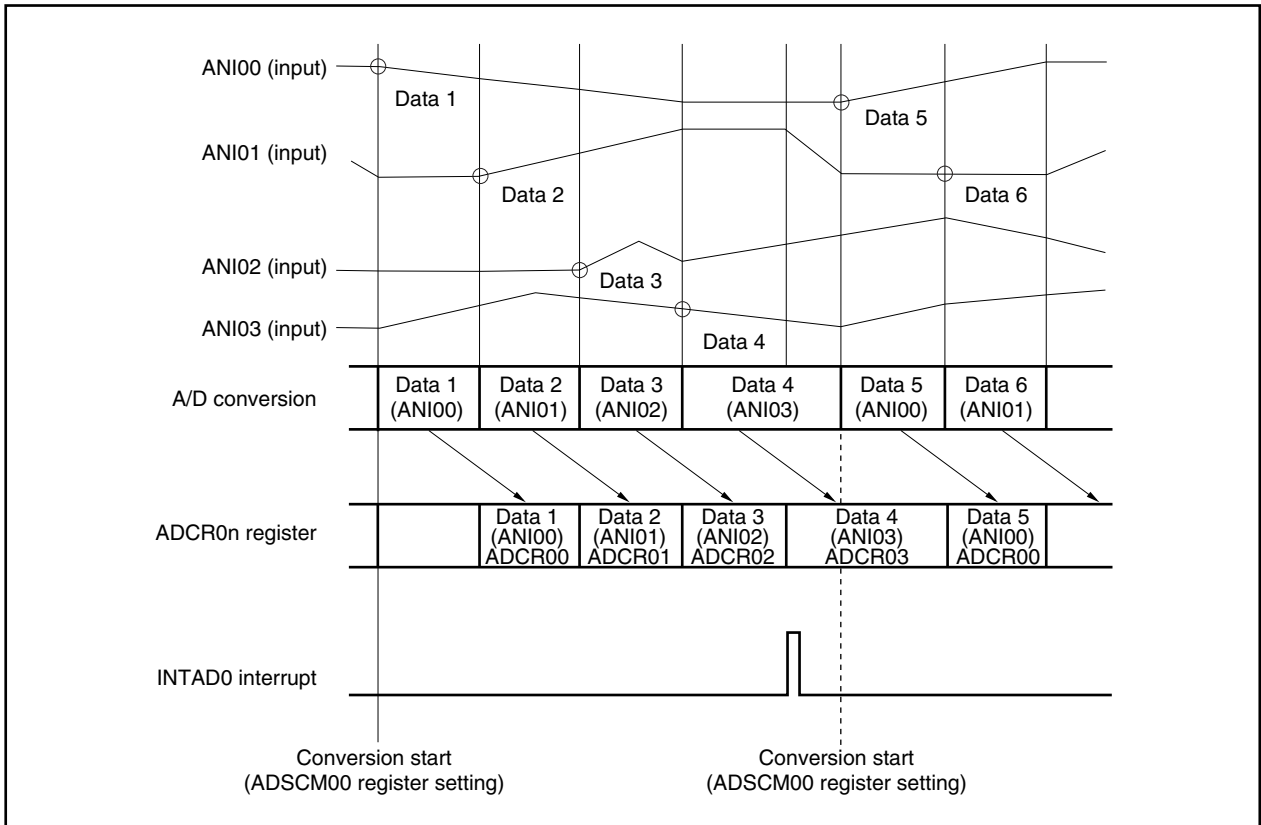 ANI00 (input)
Data 1
Data 5
ANI01 (input)
Data 2
Data 6
ANI02 (input)
Data 3
ANI03 (input)
Data 4
A/D conversion
Data 1
(ANI00)
Data 2
(ANI01)
Data 3
(ANI02)
Data 4
(ANI03)
Data 5
(ANI00)
Data 6
(ANI01)
ADCR0n register
Data 1
(ANI00)
ADCR00
Data 2
(ANI01)
ADCR01
Data 3
(ANI02)
ADCR02
Data 4
(ANI03)
ADCR03
Data 5
(ANI00)
ADCR00
INTAD0 interrupt
Conversion start
(ADSCM00 register setting)
Conversion start
(ADSCM00 register setting)